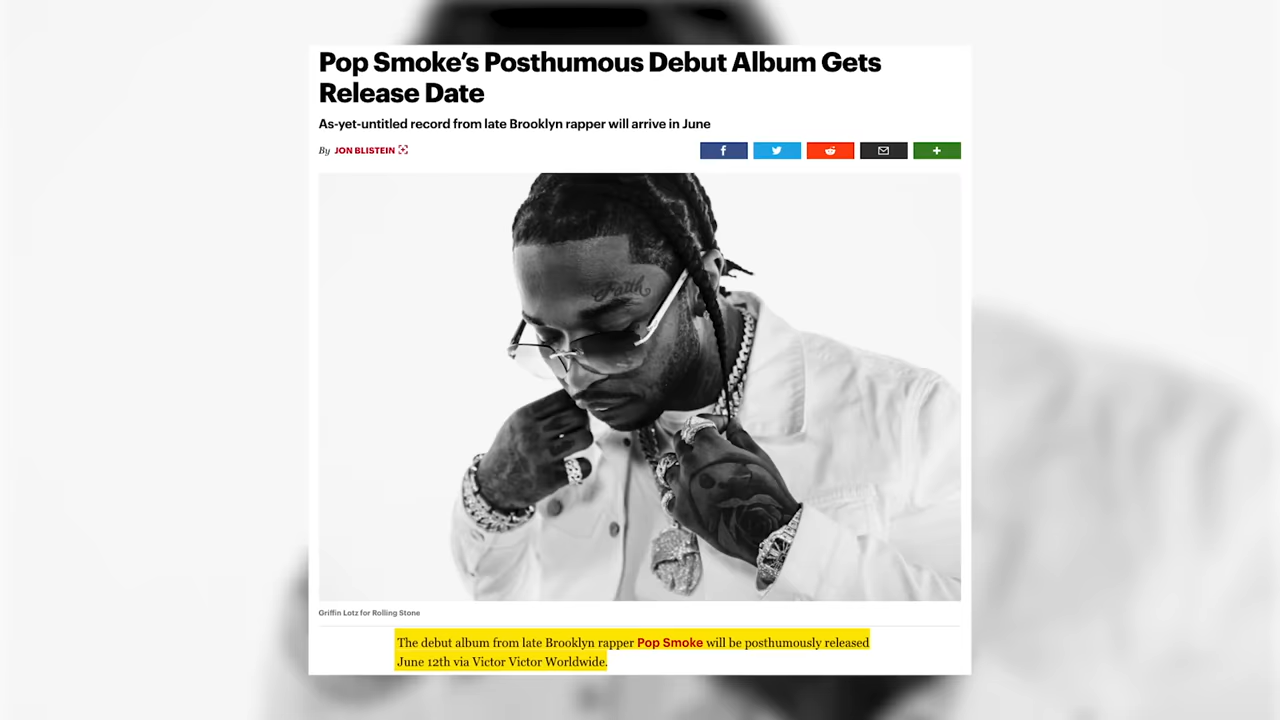 Pop Smoke’s Posthumous Debut Album Gets
Release Date
As-yet-untitled record from late Brooklyn rapper will arrive in June
By JON BLISTEIN
Faith
Griffin Lotz for Rolling Stone
The debut album from late Brooklyn rapper Pop Smoke will be posthumously released
June 12th via Victor Victor Worldwide.